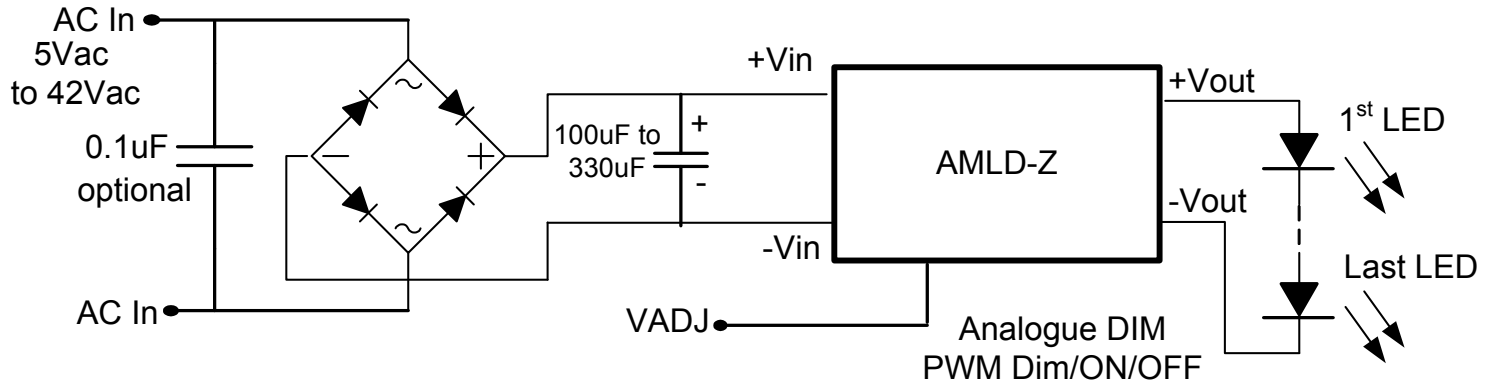 AC In
5Vac
to 42Vac
0.1uF
optional
AC In
~
−
+
~
100uF to
330uF
+
-
+Vin
-Vin
AMLD-Z
VADJ
Analogue DIM
PWM Dim/ON/OFF
+Vout
-Vout
1st LED
Last LED